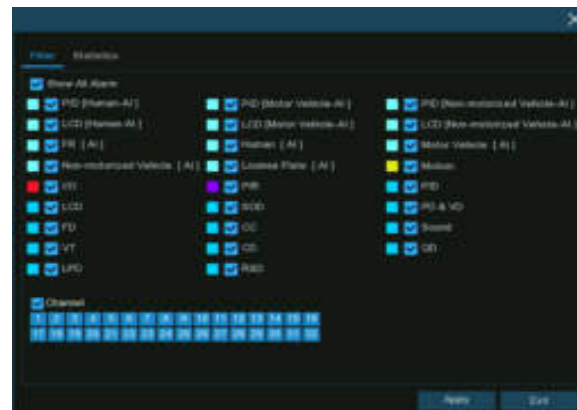 Filter Statistics
Show All Alarm
PID [Human-AI] PID [Motor Vehicle-AI] PID [Non-motorized Vehicle-AI]
LCD [Human-AI] LCD [Motor Vehicle-AI] LCD [Non-motorized Vehicle-AI]
FR [AI] Human [AI] Motor Vehicle [AI]
Non-motorized Vehicle [AI] License Plate [AI] Motion
I/O PIR PID
LCD SOD PD & VD
FD CC Sound
VT CD QD
LPD RSD
Channel
1 2 3 4 5 6 7 8 9 10 11 12 13 14 15 16
17 18 19 20 21 22 23 24 25 26 27 28 29 30 31 32
Apply Exit